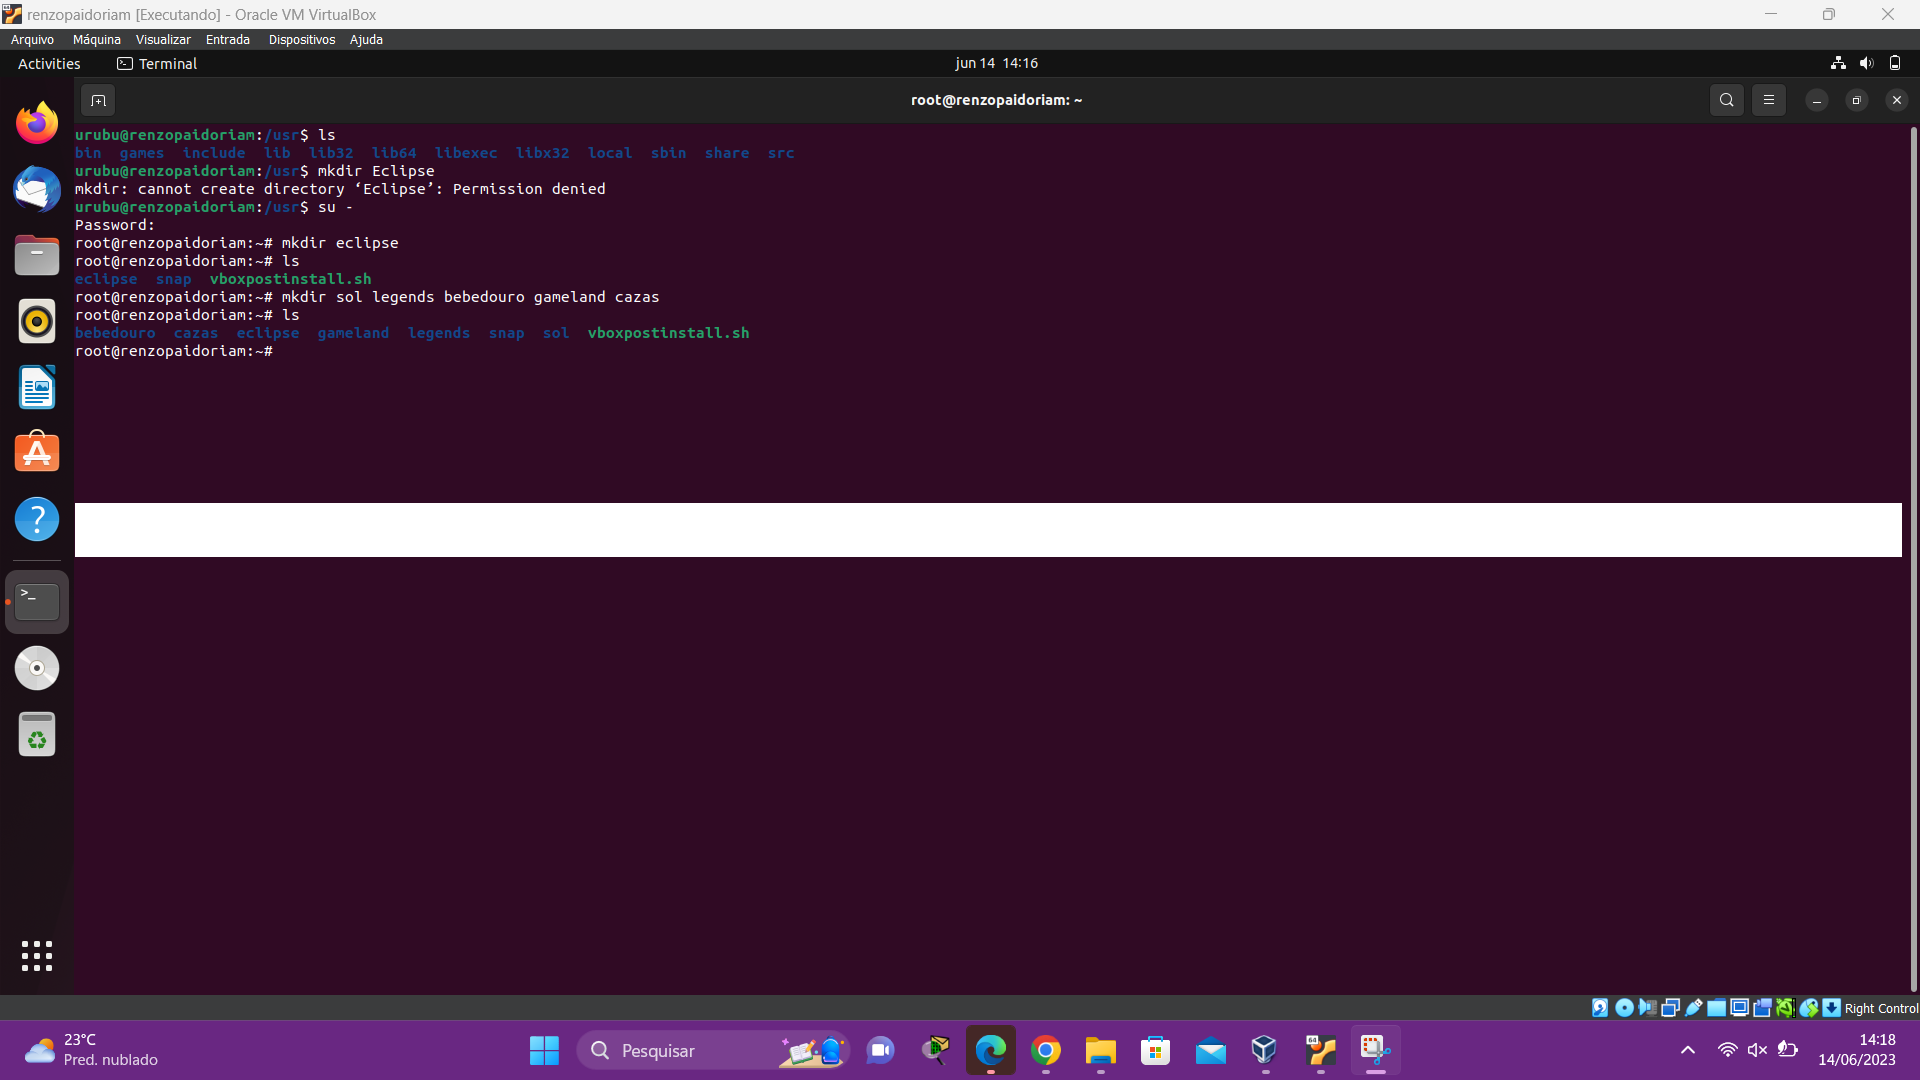 renzopaidoriam [Executando] - Oracle VM VirtualBox
Arquivo Máquina Visualizar Entrada Dispositivos Ajuda
Activities Terminal jun 14 14:16
root@renzopaidoriam: ~
urubu@renzopaidoriam:/usr$ ls
bin games include lib lib32 lib64 libexec libx32 local sbin share src
urubu@renzopaidoriam:/usr$ mkdir Eclipse
mkdir: cannot create directory ‘Eclipse’: Permission denied
urubu@renzopaidoriam:/usr$ su -
Password:
root@renzopaidoriam:~# mkdir eclipse
root@renzopaidoriam:~# ls
eclipse snap vboxpostinstall.sh
root@renzopaidoriam:~# mkdir sol legends bebedouro gameland cazas
root@renzopaidoriam:~# ls
bebedouro cazas eclipse gameland legends snap sol vboxpostinstall.sh
root@renzopaidoriam:~#
Right Control
23°C
Pred. nublado
Pesquisar
64
14:18
14/06/2023